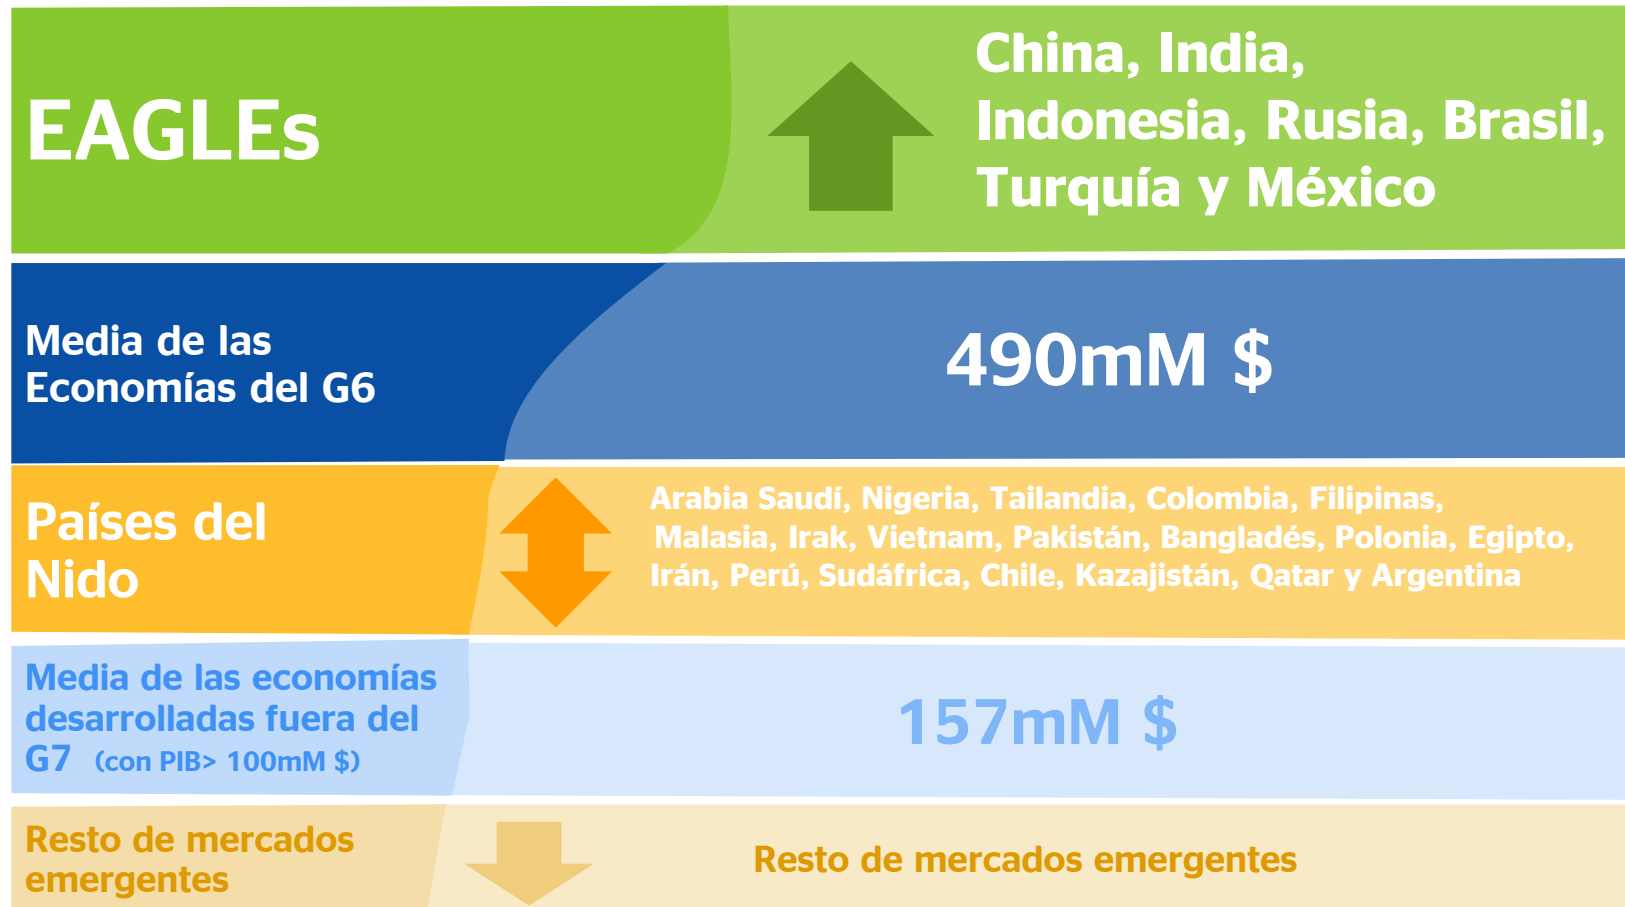 EAGLEs
China, India,
Indonesia, Rusia, Brasil,
Turquía y México
Media de las
Economías del G6
490mM $
Países del
Nido
Arabia Saudí, Nigeria, Tailandia, Colombia, Filipinas,
Malasia, Irak, Vietnam, Pakistán, Bangladés, Polonia, Egipto,
Irán, Perú, Sudáfrica, Chile, Kazajistán, Qatar y Argentina
Media de las economías
desarrolladas fuera del
G7 (con PIB> 100mM $)
157mM $
Resto de mercados
emergentes
Resto de mercados emergentes